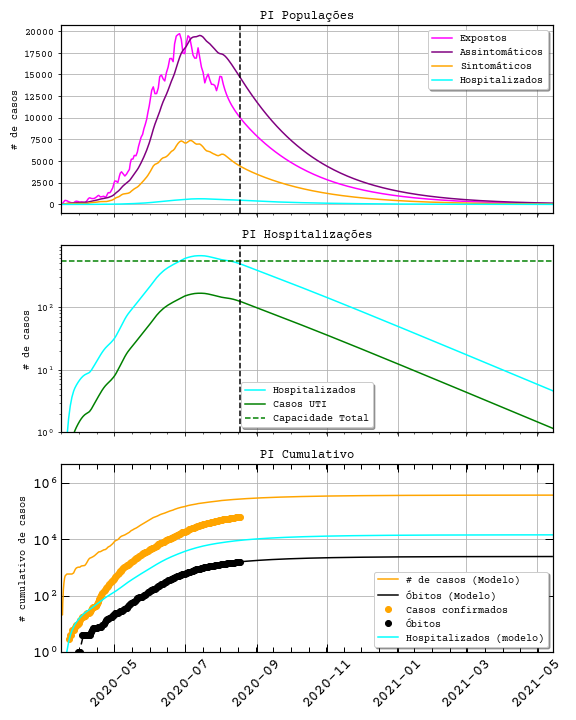 PI Populações
20000
17500
15000
12500
10000
7500
5000
2500
0
# de casos
Expostos
Assintomáticos
Sintomáticos
Hospitalizados
PI Hospitalizações
10²
10¹
10⁰
# de casos
Hospitalizados
Casos UTI
Capacidade Total
PI Cumulativo
10⁶
10⁴
10²
10⁰
# cumulativo de casos
# de casos (Modelo)
Óbitos (Modelo)
Casos confirmados
Óbitos
Hospitalizados (modelo)
2020-05
2020-07
2020-09
2020-11
2021-01
2021-03
2021-05